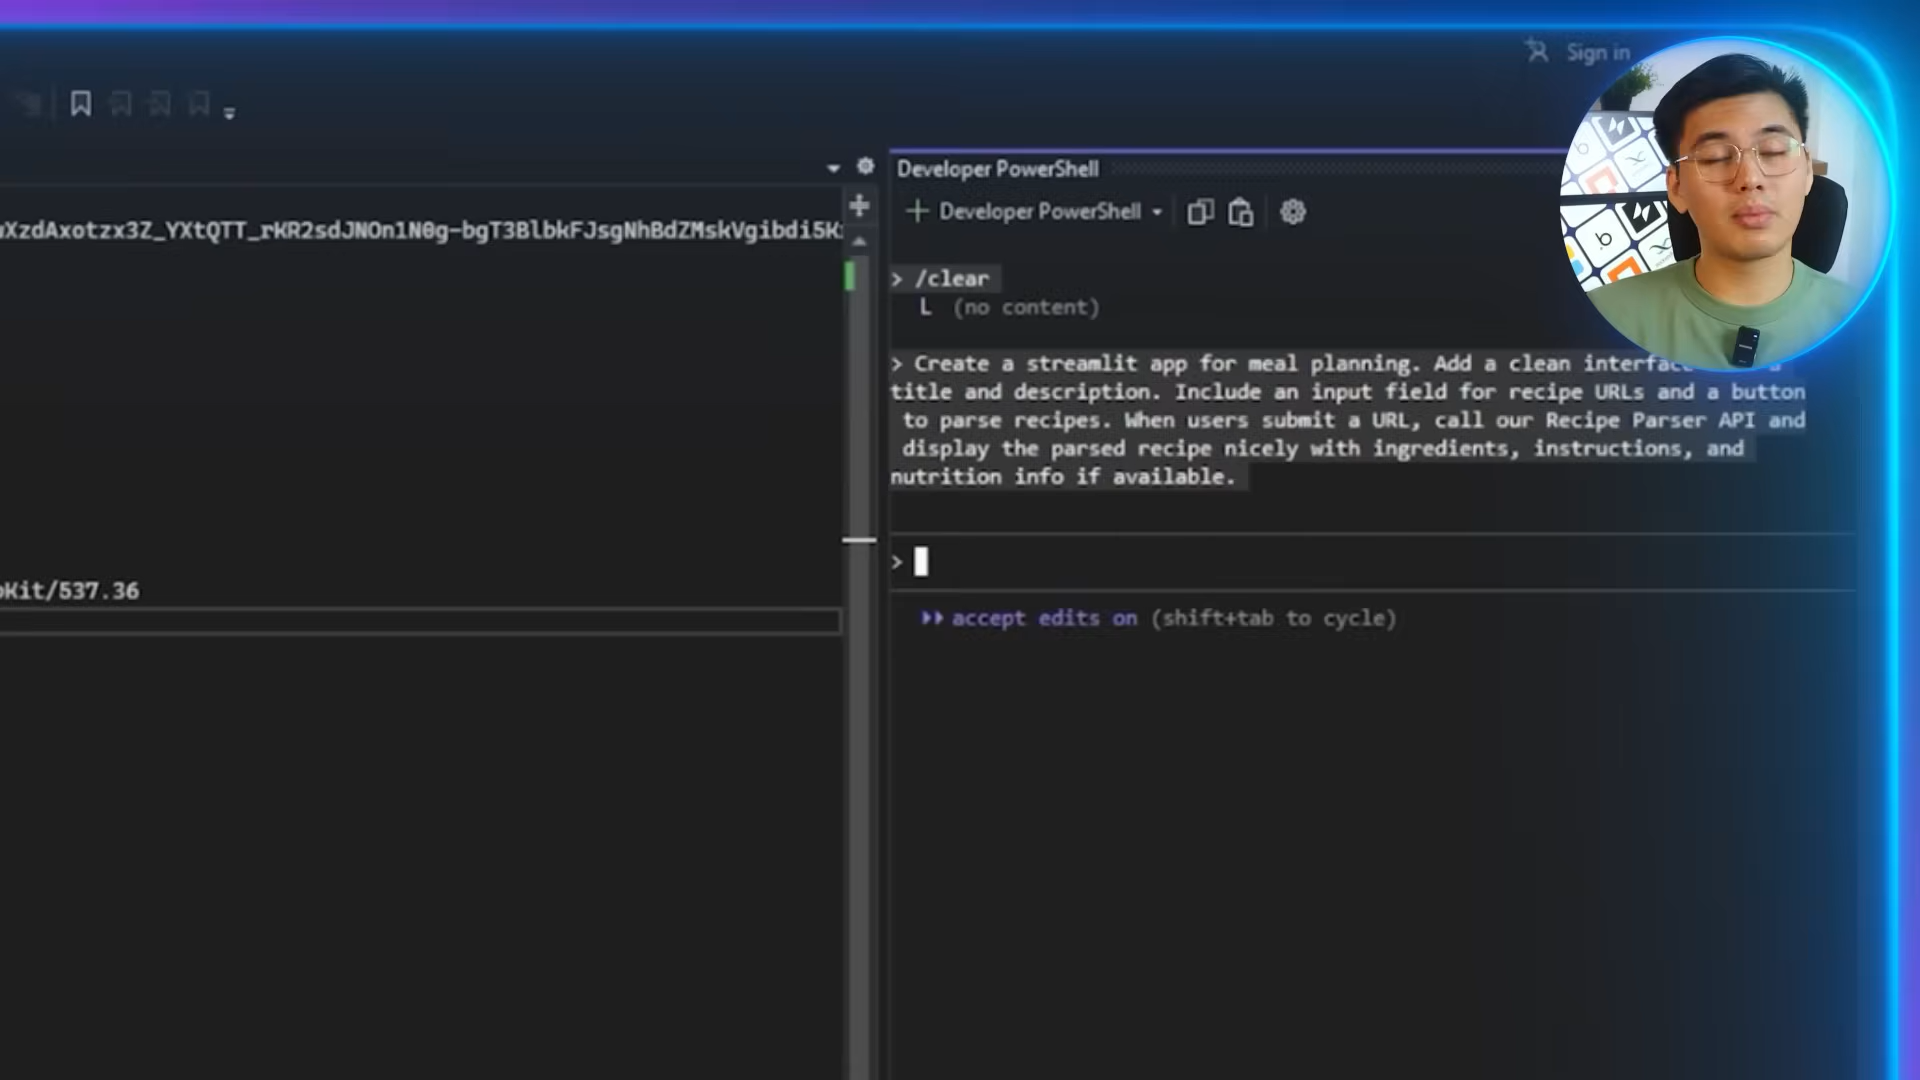 Sign in
Developer PowerShell
Developer PowerShell
> /clear
L (no content)
> Create a streamlit app for meal planning. Add a clean
title and description. Include an input field for recipe URLs and a button
to parse recipes. When users submit a URL, call our Recipe Parser API and
display the parsed recipe nicely with ingredients, instructions, and
nutrition info if available.
>
accept edits on (shift+tab to cycle)
Kit/537.36